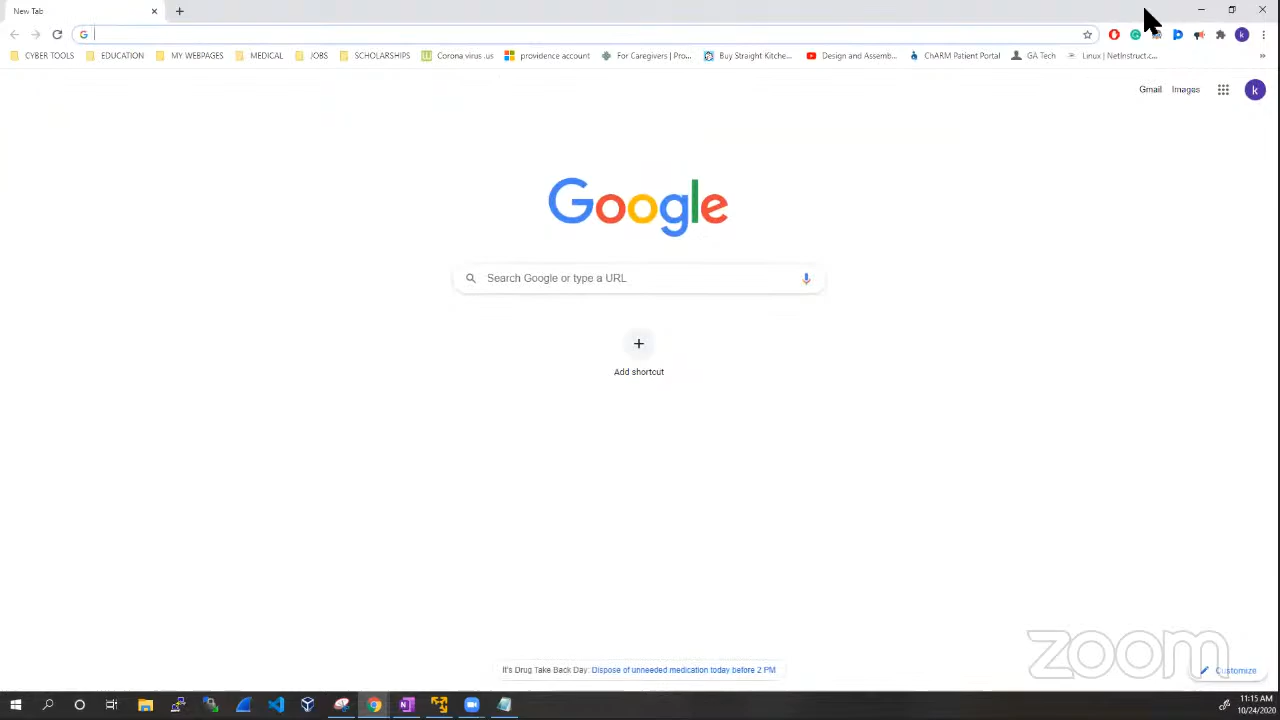 New Tab
CYBER TOOLS EDUCATION MY WEBPAGES MEDICAL JOBS SCHOLARSHIPS Corona virus .us providence account For Caregivers | Pro... Buy Straight Kitche... Design and Assemb... ChARM Patient Portal GA Tech Linux | NetInstruct.c...
Gmail Images k
Google
Search Google or type a URL
Add shortcut
zoom
It's Drug Take Back Day: Dispose of unneeded medication today before 2 PM
Customize
11:15 AM
10/24/2020